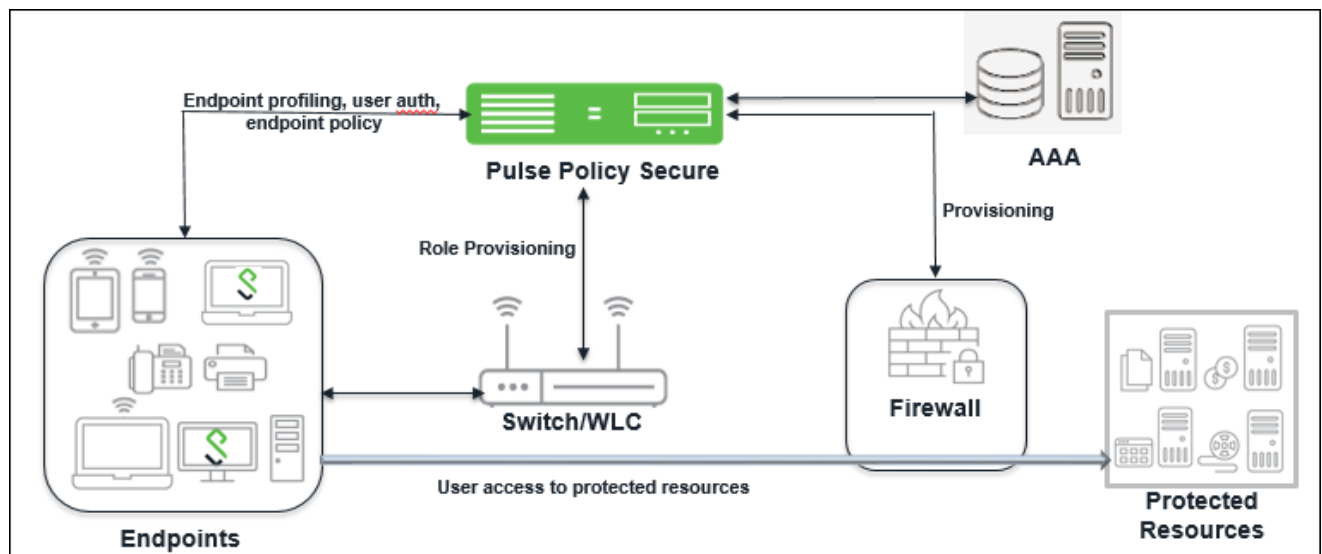 Endpoint profiling, user auth,
endpoint policy
Pulse Policy Secure
AAA
Role Provisioning
Provisioning
Switch/WLC
Firewall
User access to protected resources
Endpoints
Protected
Resources